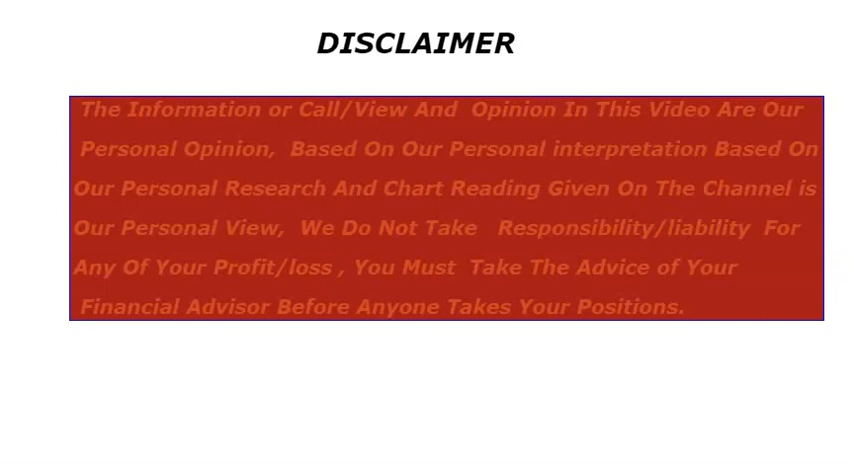 DISCLAIMER
The Information or Call/View And Opinion In This Video Are Our
Personal Opinion, Based On Our Personal interpretation Based On
Our Personal Research And Chart Reading Given On The Channel is
Our Personal View, We Do Not Take Responsibility/liability For
Any Of Your Profit/loss , You Must Take The Advice of Your
Financial Advisor Before Anyone Takes Your Positions.